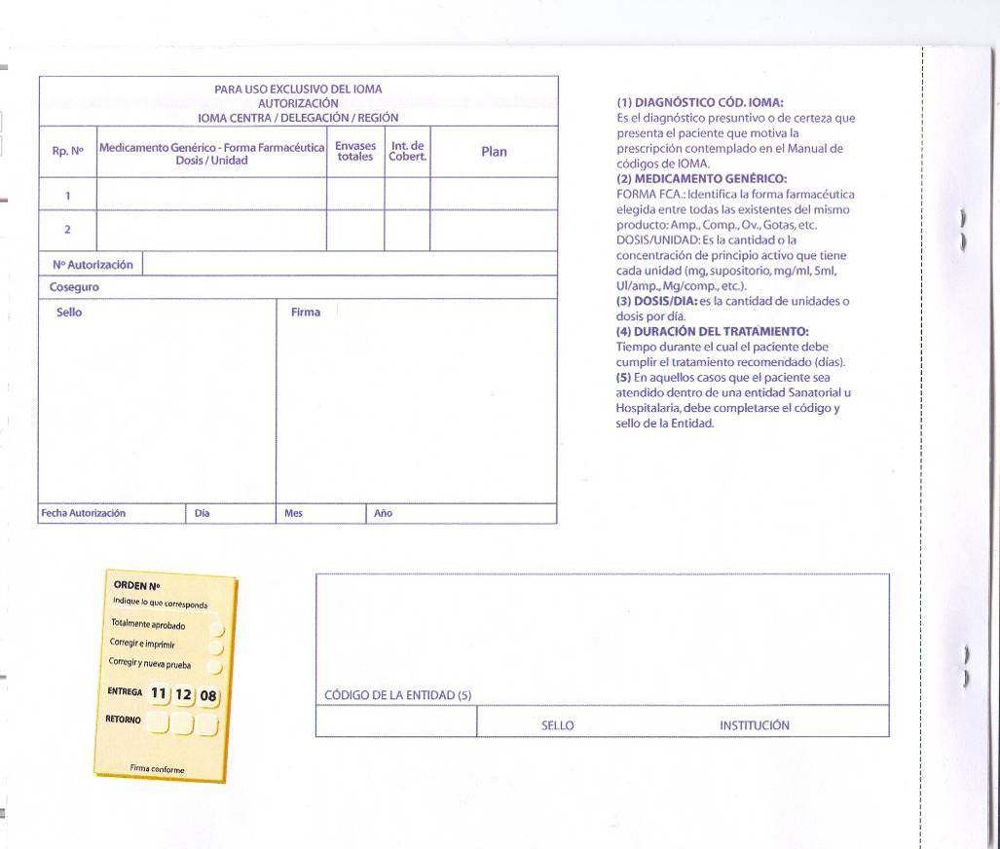 PARA USO EXCLUSIVO DEL IOMA
AUTORIZACIÓN
IOMA CENTRA / DELEGACIÓN / REGIÓN
Rp. Nº
Medicamento Genérico - Forma Farmacéutica
Dosis / Unidad
Envases
totales
Int. de
Cobert.
Plan
1
2
Nº Autorización
Coseguro
Sello
Firma
Fecha Autorización
Día
Mes
Año
(1) DIAGNÓSTICO CÓD. IOMA:
Es el diagnóstico presuntivo o de certeza que
presenta el paciente que motiva la
prescripción contemplado en el Manual de
códigos de IOMA.
(2) MEDICAMENTO GENÉRICO:
FORMA FCA.: Identifica la forma farmacéutica
elegida entre todas las existentes del mismo
producto: Amp., Comp., Ov., Gotas, etc.
DOSIS/UNIDAD: Es la cantidad o la
concentración de principio activo que tiene
cada unidad (mg, supositorio, mg/ml, 5ml,
Ul/amp., Mg/comp., etc.).
(3) DOSIS/DIA: es la cantidad de unidades o
dosis por día.
(4) DURACIÓN DEL TRATAMIENTO:
Tiempo durante el cual el paciente debe
cumplir el tratamiento recomendado (días).
(5) En aquellos casos que el paciente sea
atendido dentro de una entidad Sanatorial u
Hospitalaria, debe completarse el código y
sello de la Entidad.
ORDEN Nº
Indique lo que corresponda
Totalmente aprobado
Corregir e imprimir
Corregir y nueva prueba
ENTREGA 11 12 08
RETORNO
Firma conforme
CÓDIGO DE LA ENTIDAD (5)
SELLO
INSTITUCIÓN